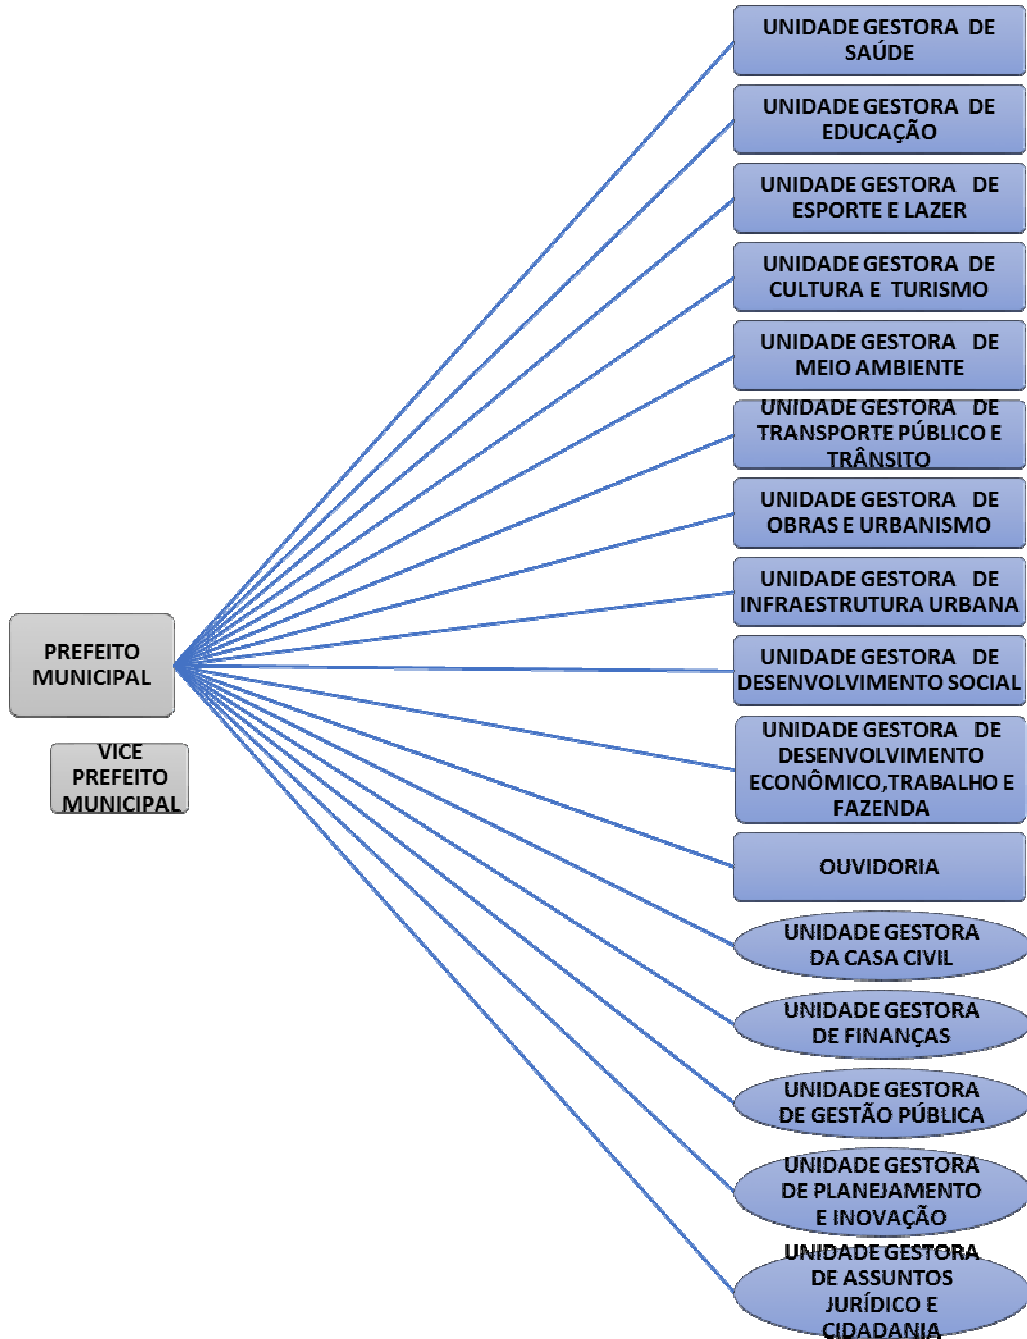 UNIDADE GESTORA DE
SAÚDE
UNIDADE GESTORA DE
EDUCAÇÃO
UNIDADE GESTORA DE
ESPORTE E LAZER
UNIDADE GESTORA DE
CULTURA E TURISMO
UNIDADE GESTORA DE
MEIO AMBIENTE
UNIDADE GESTORA DE
TRANSPORTE PÚBLICO E
TRÂNSITO
UNIDADE GESTORA DE
OBRAS E URBANISMO
UNIDADE GESTORA DE
INFRAESTRUTURA URBANA
PREFEITO
MUNICIPAL
VICE
PREFEITO
MUNICIPAL
UNIDADE GESTORA DE
DESENVOLVIMENTO SOCIAL
UNIDADE GESTORA DE
DESENVOLVIMENTO
ECONÔMICO,TRABALHO E
FAZENDA
OUVIDORIA
UNIDADE GESTORA
DA CASA CIVIL
UNIDADE GESTORA
DE FINANÇAS
UNIDADE GESTORA
DE GESTÃO PÚBLICA
UNIDADE GESTORA
DE PLANEJAMENTO
E INOVAÇÃO
UNIDADE GESTORA
DE ASSUNTOS
JURÍDICO E
CIDADANIA